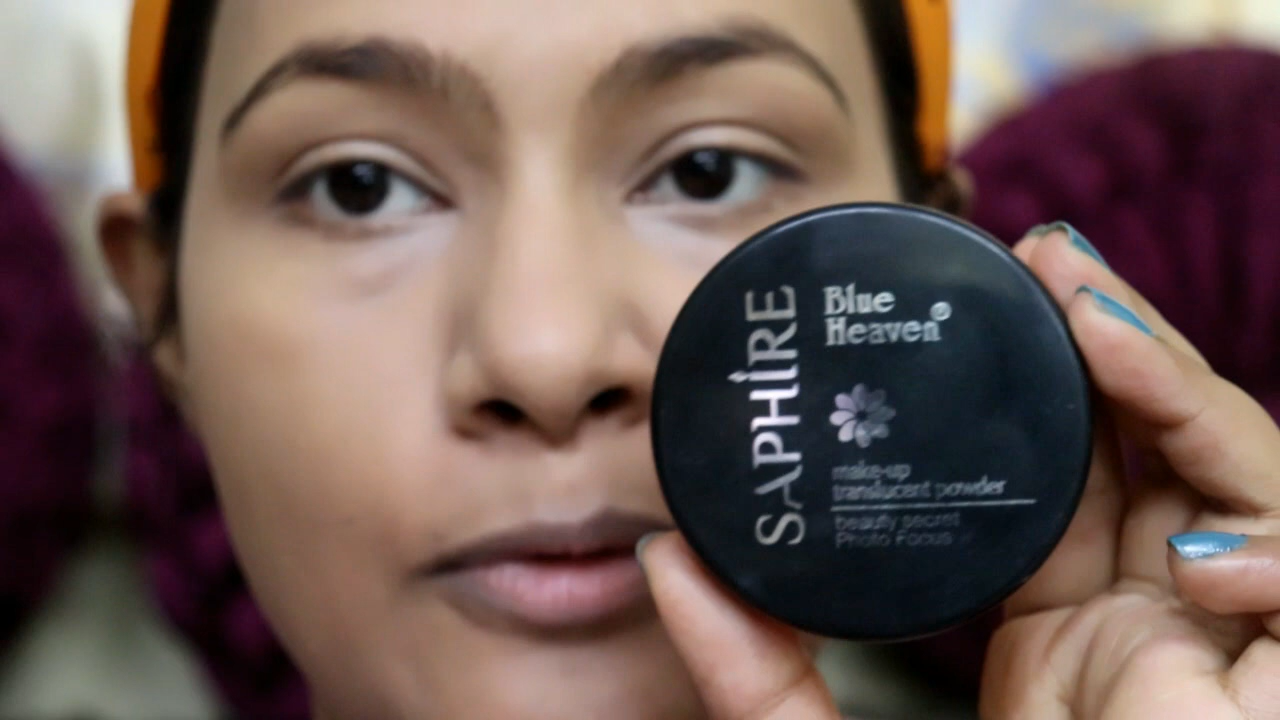 SAPHIRE
Blue
Heaven®
make-up
translucent powder
beauty secret
Photo Focus